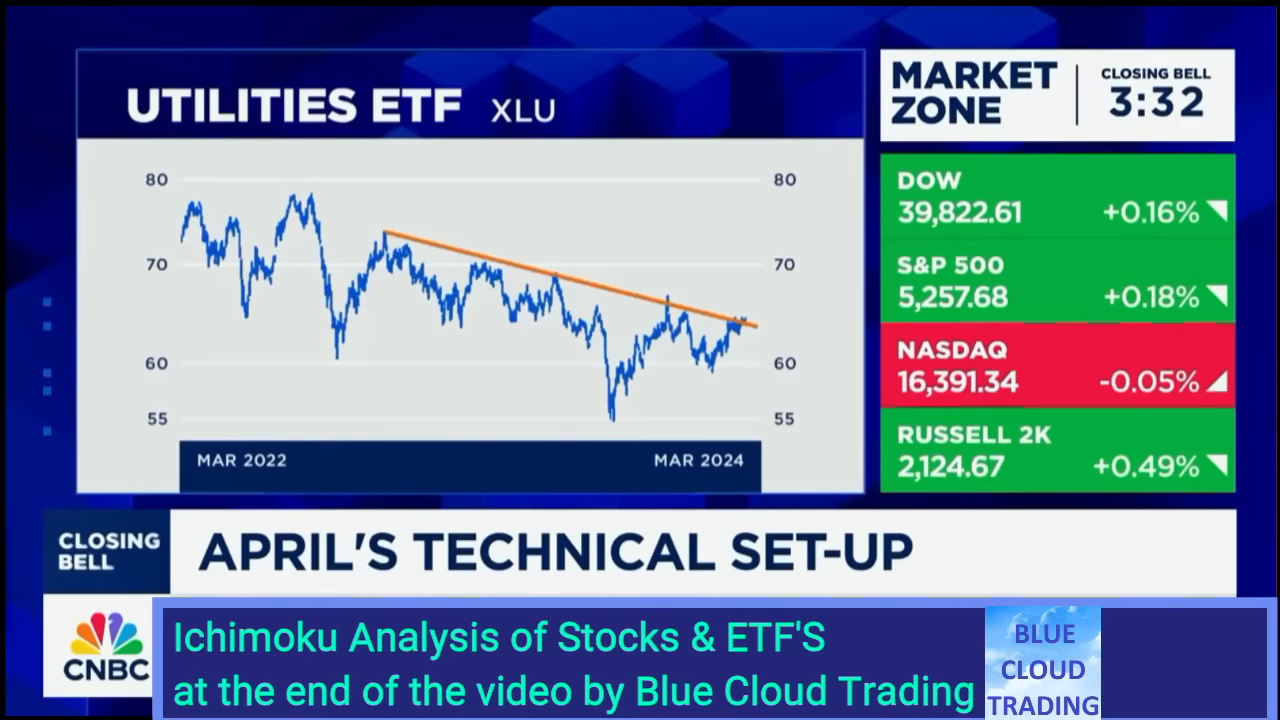 UTILITIES ETF XLU
80 80
70 70
60 60
55 55
MAR 2022 MAR 2024
MARKET
ZONE
CLOSING BELL
3:32
DOW
39,822.61 +0.16%
S&P 500
5,257.68 +0.18%
NASDAQ
16,391.34 -0.05%
RUSSELL 2K
2,124.67 +0.49%
CLOSING
BELL
APRIL'S TECHNICAL SET-UP
CNBC
Ichimoku Analysis of Stocks & ETF'S
at the end of the video by Blue Cloud Trading
BLUE
CLOUD
TRADING